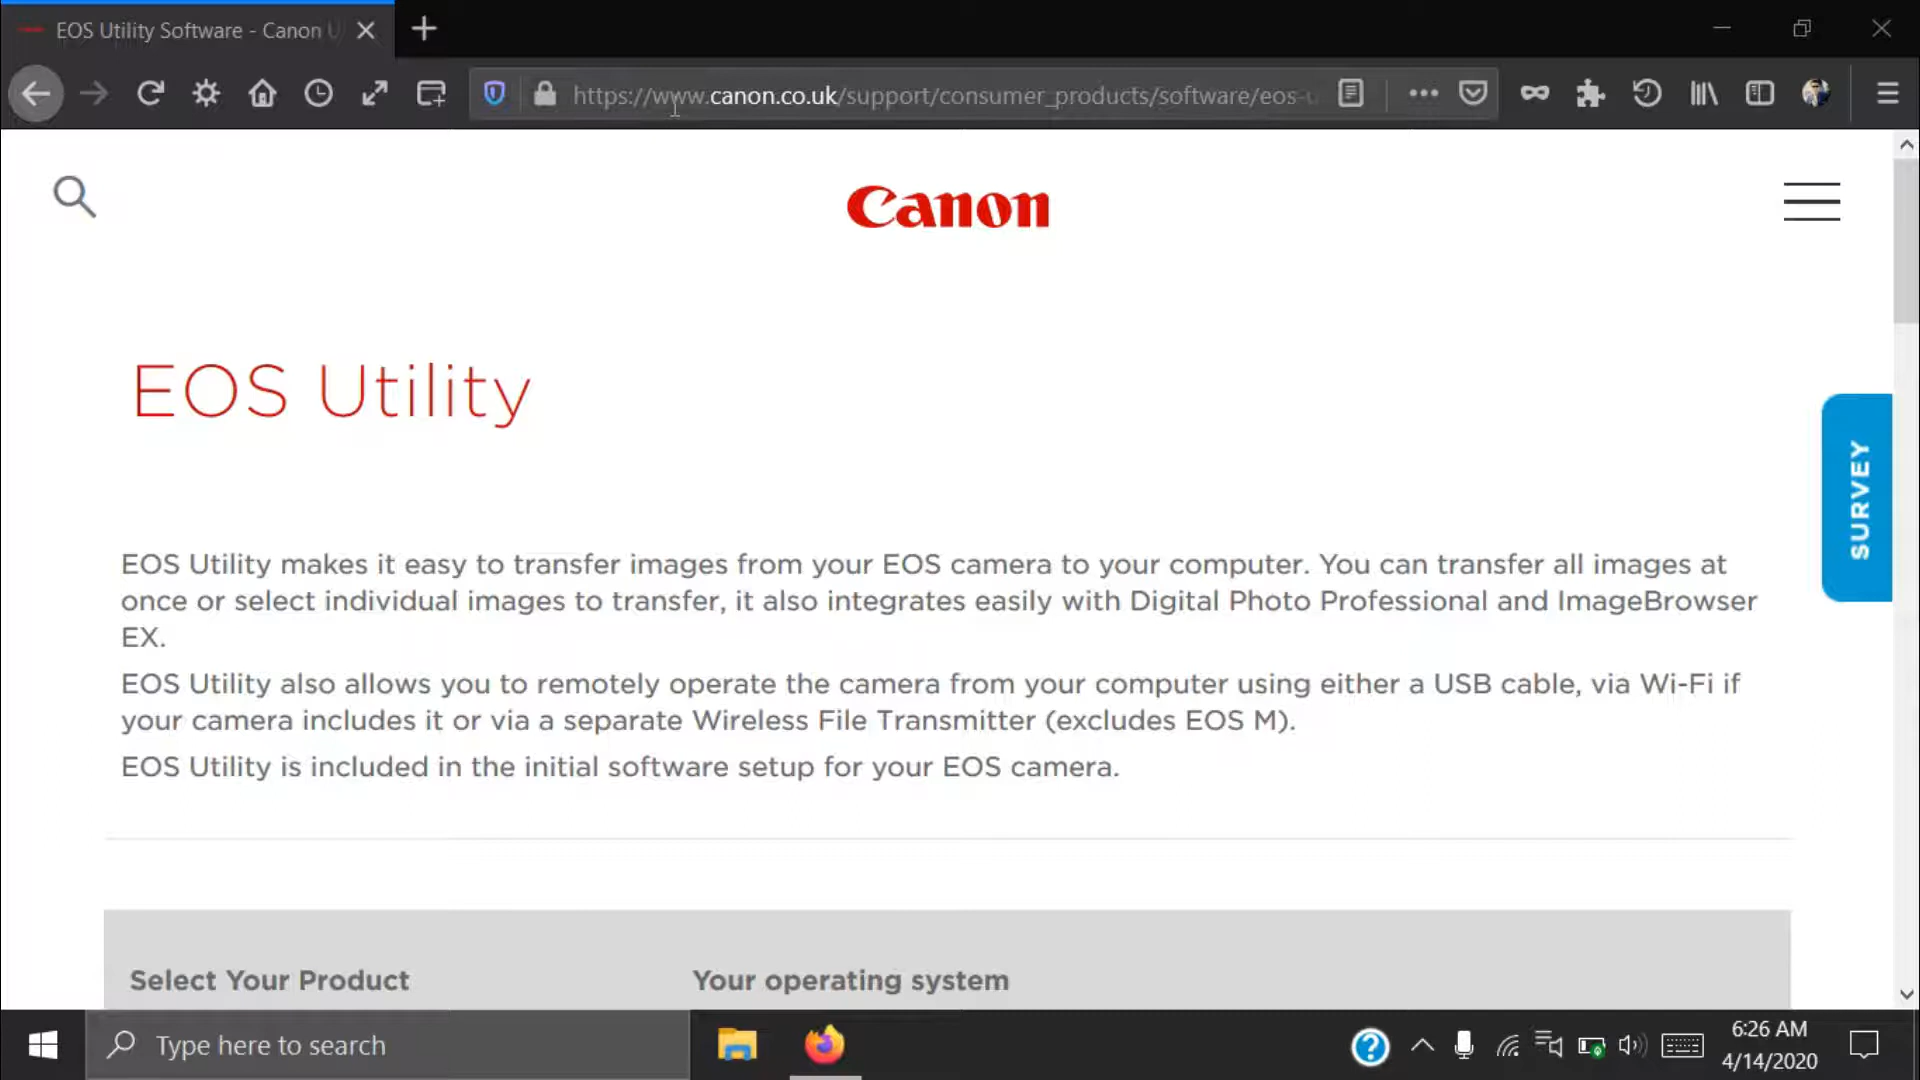 EOS Utility Software - Canon U
https://www.canon.co.uk/support/consumer_products/software/eos-u
Canon
EOS Utility
SURVEY
EOS Utility makes it easy to transfer images from your EOS camera to your computer. You can transfer all images at
once or select individual images to transfer, it also integrates easily with Digital Photo Professional and ImageBrowser
EX.
EOS Utility also allows you to remotely operate the camera from your computer using either a USB cable, via Wi-Fi if
your camera includes it or via a separate Wireless File Transmitter (excludes EOS M).
EOS Utility is included in the initial software setup for your EOS camera.
Select Your Product
Your operating system
Type here to search
6:26 AM
4/14/2020